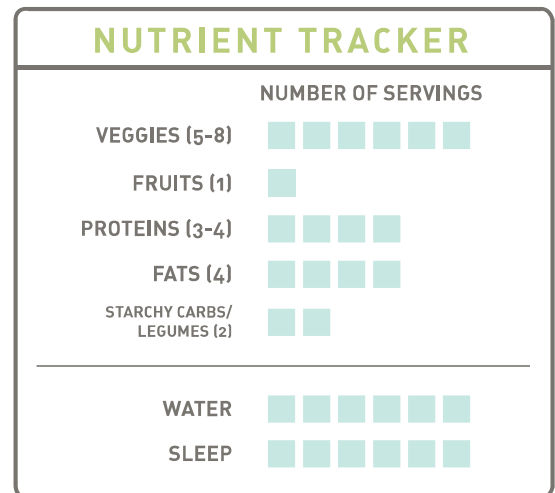 NUTRIENT TRACKER
NUMBER OF SERVINGS
VEGGIES (5-8)
FRUITS (1)
PROTEINS (3-4)
FATS (4)
STARCHY CARBS/
LEGUMES (2)
WATER
SLEEP